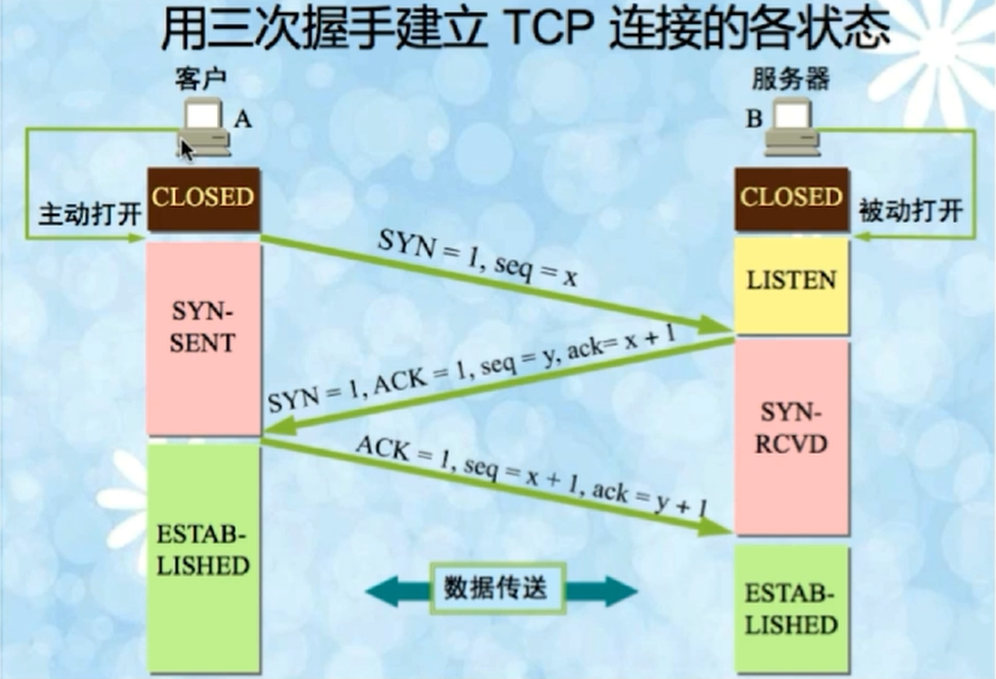 用三次握手建立 TCP 连接的各状态
客户
服务器
A
B
CLOSED
CLOSED
主动打开
被动打开
SYN = 1, seq = x
LISTEN
SYN-
SENT
SYN = 1, ACK = 1, seq = y, ack= x + 1
SYN-
RCVD
ACK = 1, seq = x + 1, ack = y + 1
ESTAB-
LISHED
数据传送
ESTAB-
LISHED